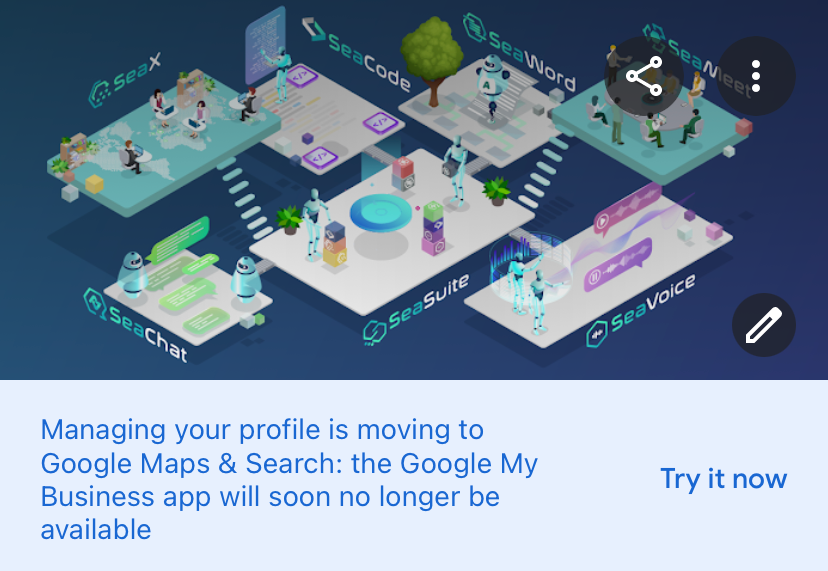 SeaX
SeaCode
SeaWord
SeaMeet
SeaChat
SeaSuite
SeaVoice
Managing your profile is moving to
Google Maps & Search: the Google My
Business app will soon no longer be
available
Try it now